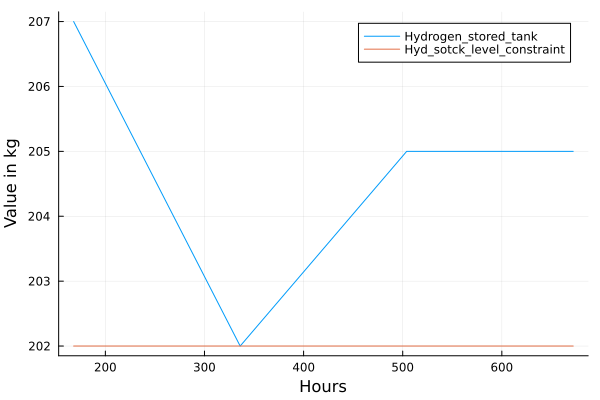 207
206
205
204
203
202
200
300
400
500
600
Value in kg
Hours
Hydrogen_stored_tank
Hyd_sotck_level_constraint